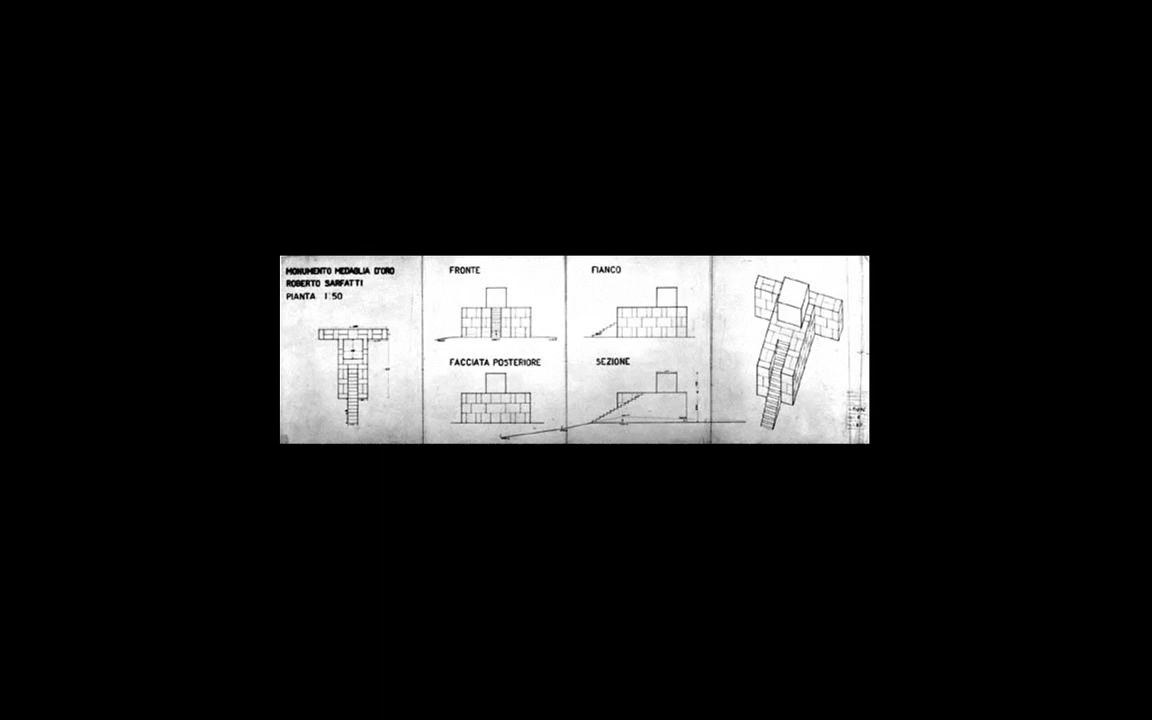 MONUMENTO MEDAGLIA D'ORO
ROBERTO SARFATTI
PIANTA 1:50
FRONTE
FIANCO
FACCIATA POSTERIORE
SEZIONE